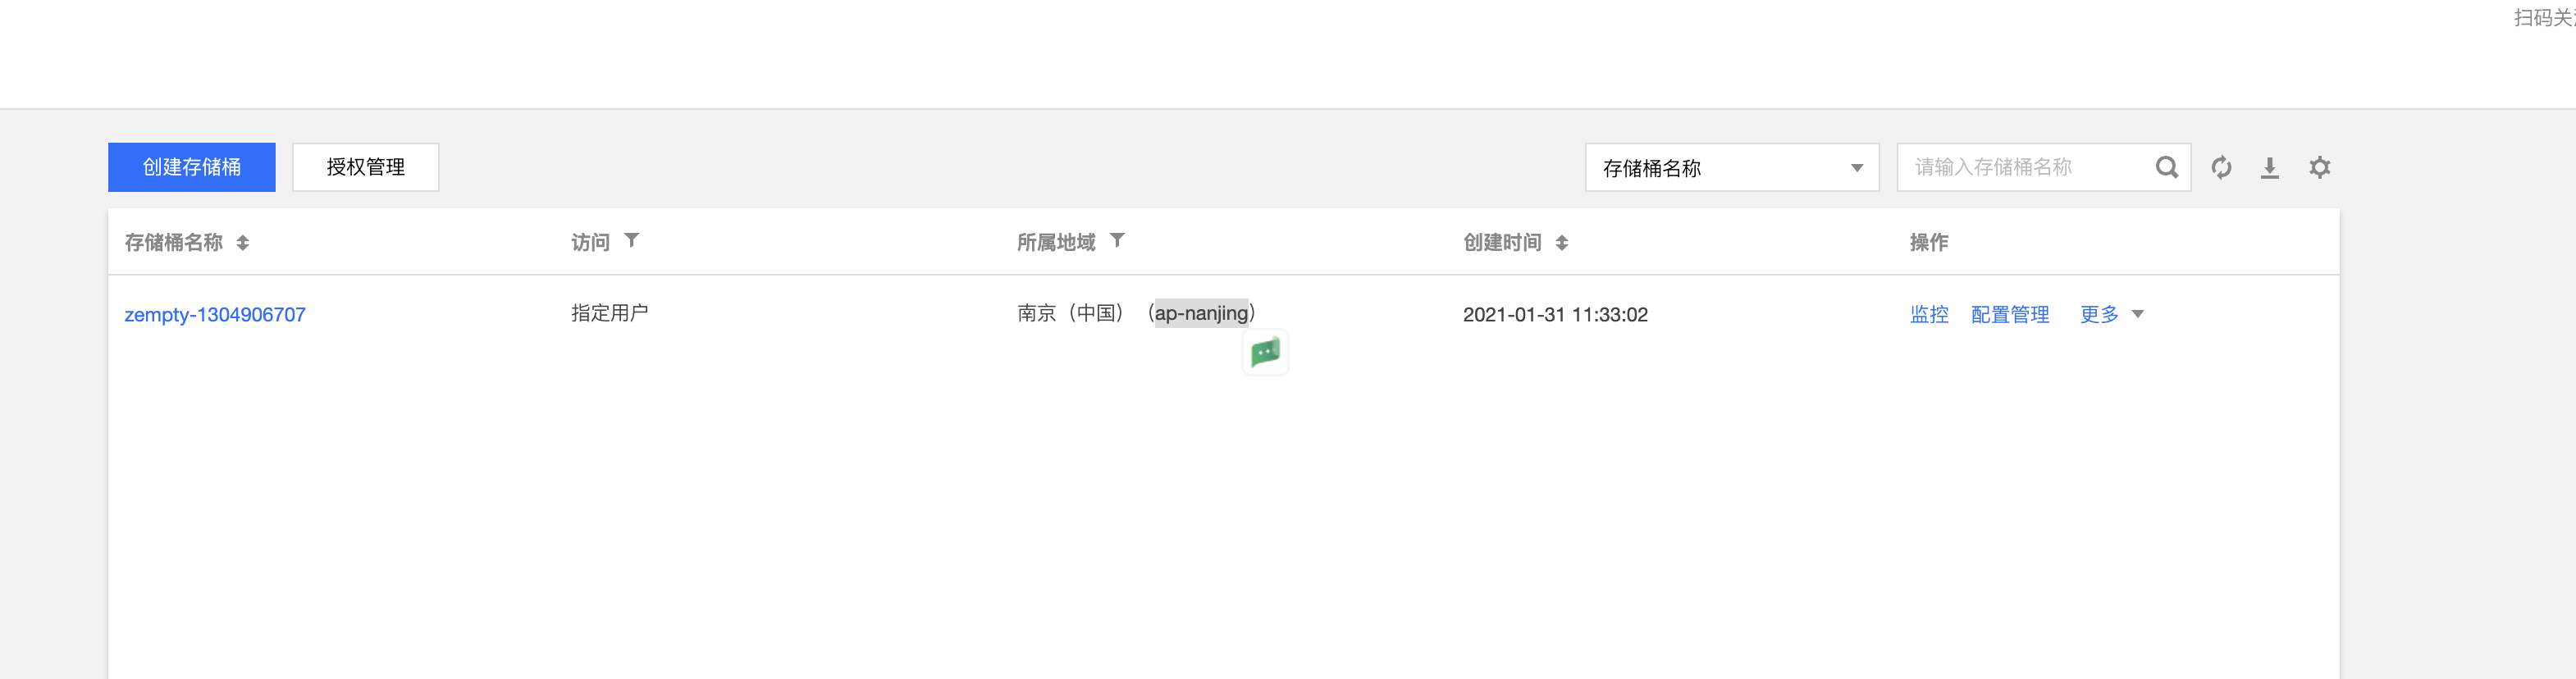 扫码关
创建存储桶 授权管理 存储桶名称 请输入存储桶名称
存储桶名称 访问 所属地域 创建时间 操作
zempty-1304906707 指定用户 南京（中国）（ap-nanjing） 2021-01-31 11:33:02 监控 配置管理 更多